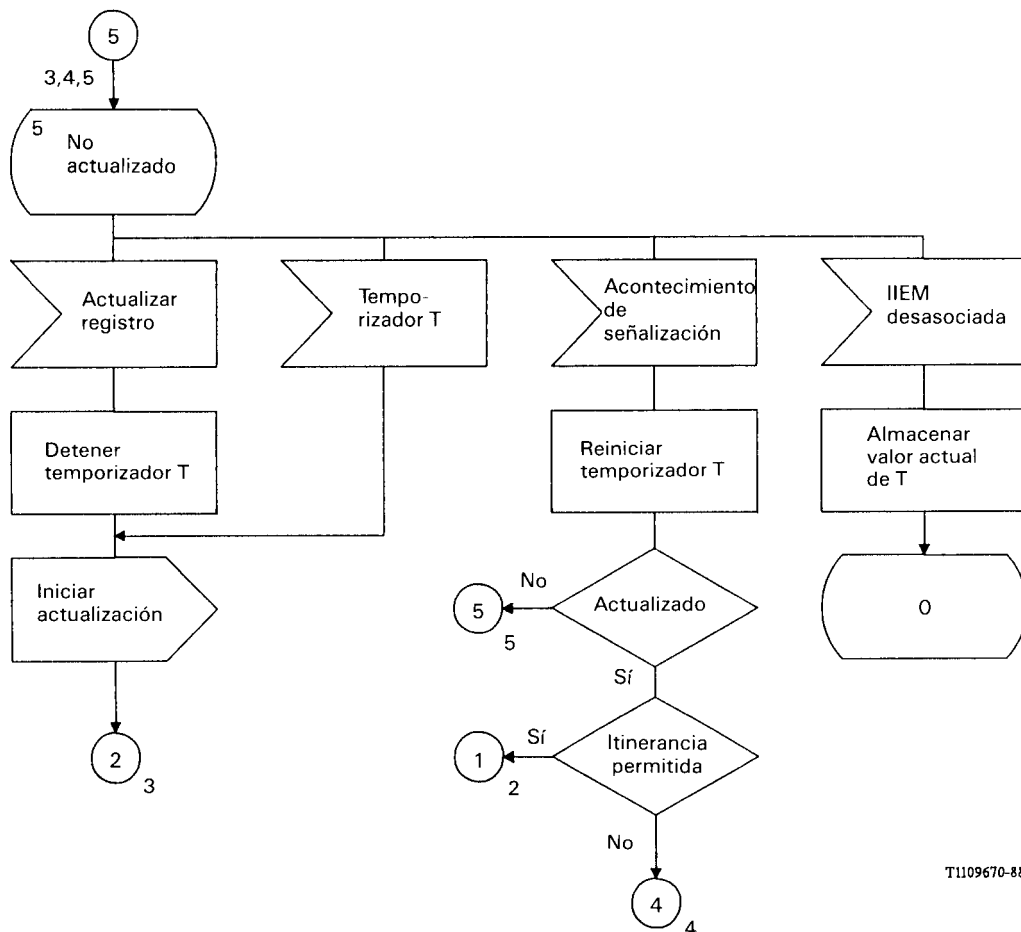 5
3,4,5
5
No
actualizado
Actualizar
registro
Tempo-
rizador T
Acontecimiento
de
señalización
IIEM
desasociada
Detener
temporizador T
Reiniciar
temporizador T
Almacenar
valor actual
de T
Iniciar
actualización
No
5
5
Actualizado
0
Sí
2
3
Sí
1
2
Itinerancia
permitida
No
4
4
T1109670-88